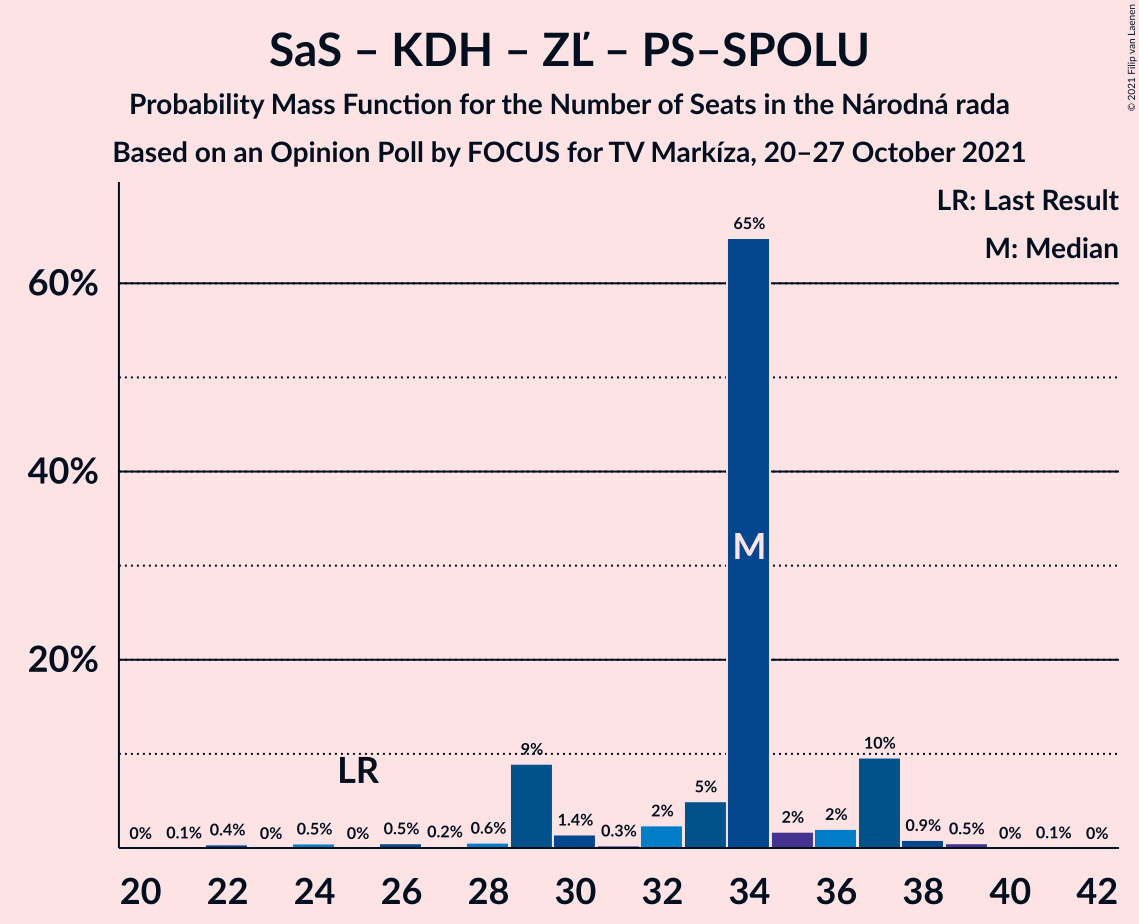 SaS – KDH – ZĽ – PS–SPOLU
Probability Mass Function for the Number of Seats in the Národná rada
Based on an Opinion Poll by FOCUS for TV Markíza, 20–27 October 2021
© 2021 Filip van Laenen
LR: Last Result
M: Median
60%
40%
20%
0% 0.1% 0.4% 0% 0.5% 0% 0.5% 0.2% 0.6% 9% 1.4% 0.3% 2% 5% 65% 2% 2% 10% 0.9% 0.5% 0% 0.1% 0%
LR
M
20 22 24 26 28 30 32 34 36 38 40 42